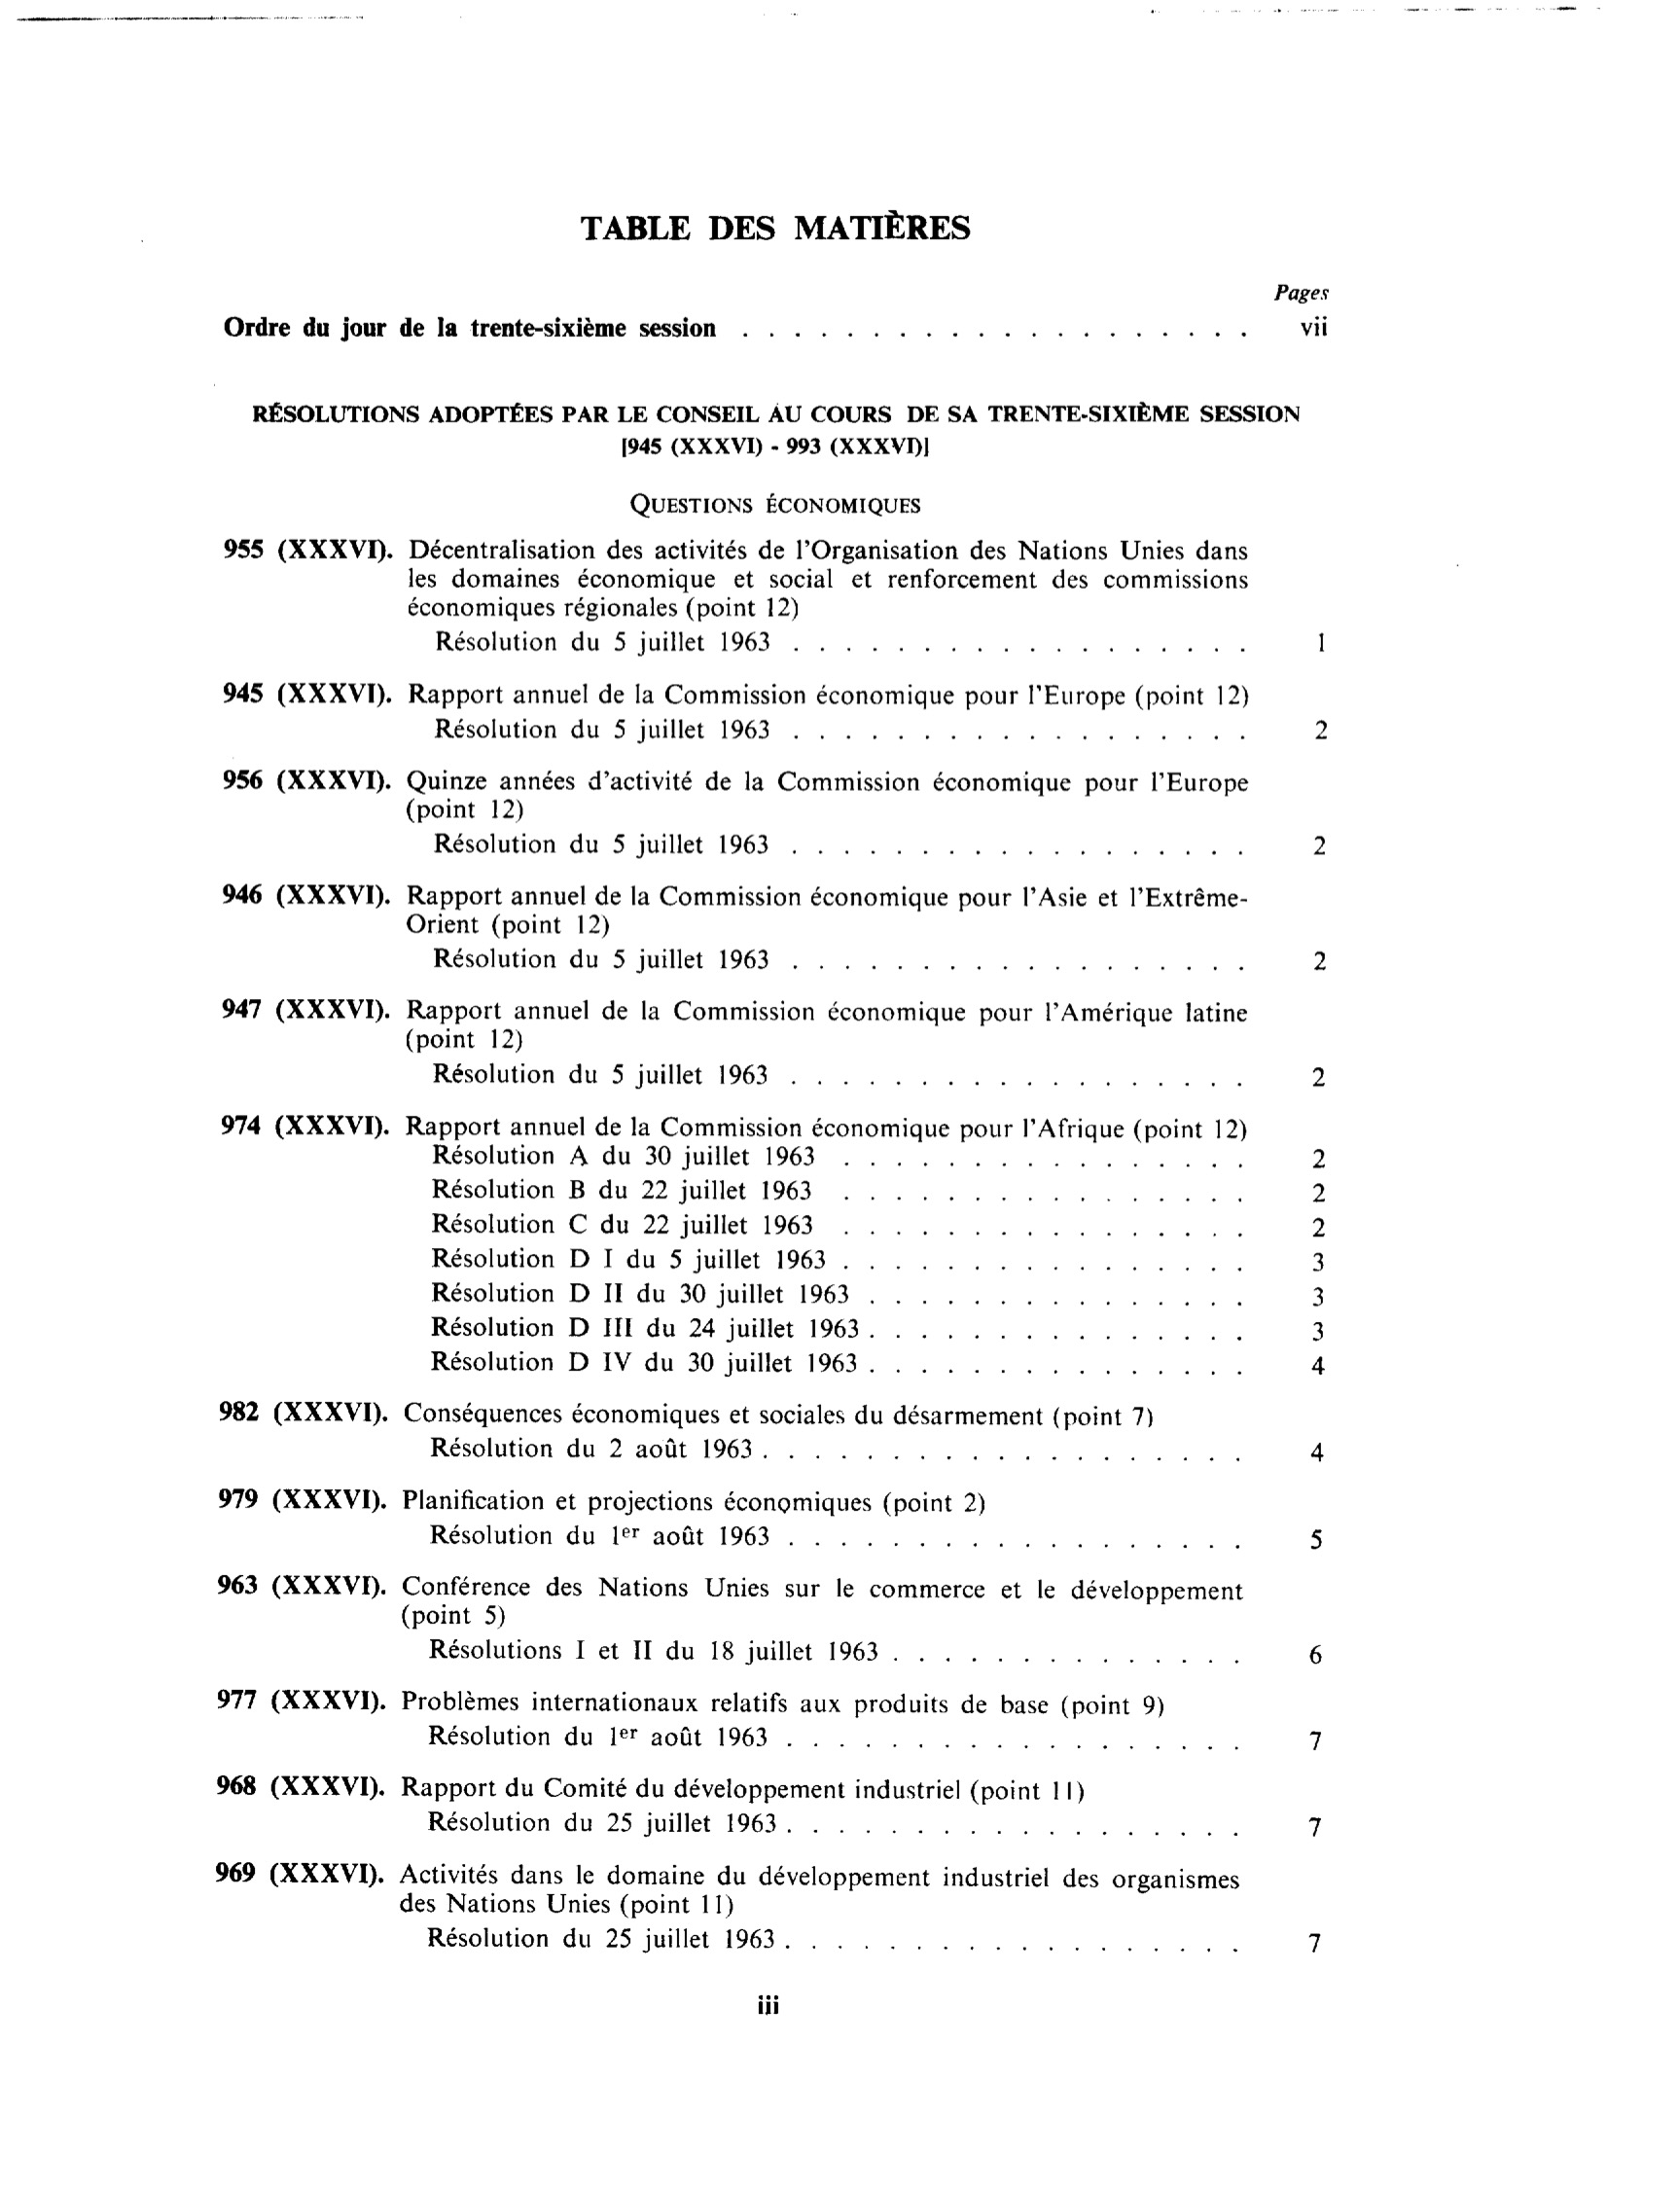 TABLE DES MATIÈRES
Pages
Ordre du jour de la trente-sixième session . . . . . . . . . . . . . . . . . . . . vii
RÉSOLUTIONS ADOPTÉES PAR LE CONSEIL AU COURS DE SA TRENTE-SIXIÈME SESSION
[945 (XXXVI) - 993 (XXXVI)]
QUESTIONS ÉCONOMIQUES
955 (XXXVI). Décentralisation des activités de l'Organisation des Nations Unies dans
les domaines économique et social et renforcement des commissions
économiques régionales (point 12)
Résolution du 5 juillet 1963 . . . . . . . . . . . . . . . . . . 1
945 (XXXVI). Rapport annuel de la Commission économique pour l'Europe (point 12)
Résolution du 5 juillet 1963 . . . . . . . . . . . . . . . . . . 2
956 (XXXVI). Quinze années d'activité de la Commission économique pour l'Europe
(point 12)
Résolution du 5 juillet 1963 . . . . . . . . . . . . . . . . . . 2
946 (XXXVI). Rapport annuel de la Commission économique pour l'Asie et l'Extrême-
Orient (point 12)
Résolution du 5 juillet 1963 . . . . . . . . . . . . . . . . . . 2
947 (XXXVI). Rapport annuel de la Commission économique pour l'Amérique latine
(point 12)
Résolution du 5 juillet 1963 . . . . . . . . . . . . . . . . . . 2
974 (XXXVI). Rapport annuel de la Commission économique pour l'Afrique (point 12)
Résolution A du 30 juillet 1963 . . . . . . . . . . . . . . . . 2
Résolution B du 22 juillet 1963 . . . . . . . . . . . . . . . . 2
Résolution C du 22 juillet 1963 . . . . . . . . . . . . . . . . 2
Résolution D I du 5 juillet 1963 . . . . . . . . . . . . . . . . 3
Résolution D II du 30 juillet 1963 . . . . . . . . . . . . . . . 3
Résolution D III du 24 juillet 1963 . . . . . . . . . . . . . . . 3
Résolution D IV du 30 juillet 1963 . . . . . . . . . . . . . . . 4
982 (XXXVI). Conséquences économiques et sociales du désarmement (point 7)
Résolution du 2 août 1963 . . . . . . . . . . . . . . . . . . . 4
979 (XXXVI). Planification et projections économiques (point 2)
Résolution du 1er août 1963 . . . . . . . . . . . . . . . . . . 5
963 (XXXVI). Conférence des Nations Unies sur le commerce et le développement
(point 5)
Résolutions I et II du 18 juillet 1963 . . . . . . . . . . . . . . 6
977 (XXXVI). Problèmes internationaux relatifs aux produits de base (point 9)
Résolution du 1er août 1963 . . . . . . . . . . . . . . . . . . 7
968 (XXXVI). Rapport du Comité du développement industriel (point 11)
Résolution du 25 juillet 1963 . . . . . . . . . . . . . . . . . . 7
969 (XXXVI). Activités dans le domaine du développement industriel des organismes
des Nations Unies (point 11)
Résolution du 25 juillet 1963 . . . . . . . . . . . . . . . . . . 7
iii